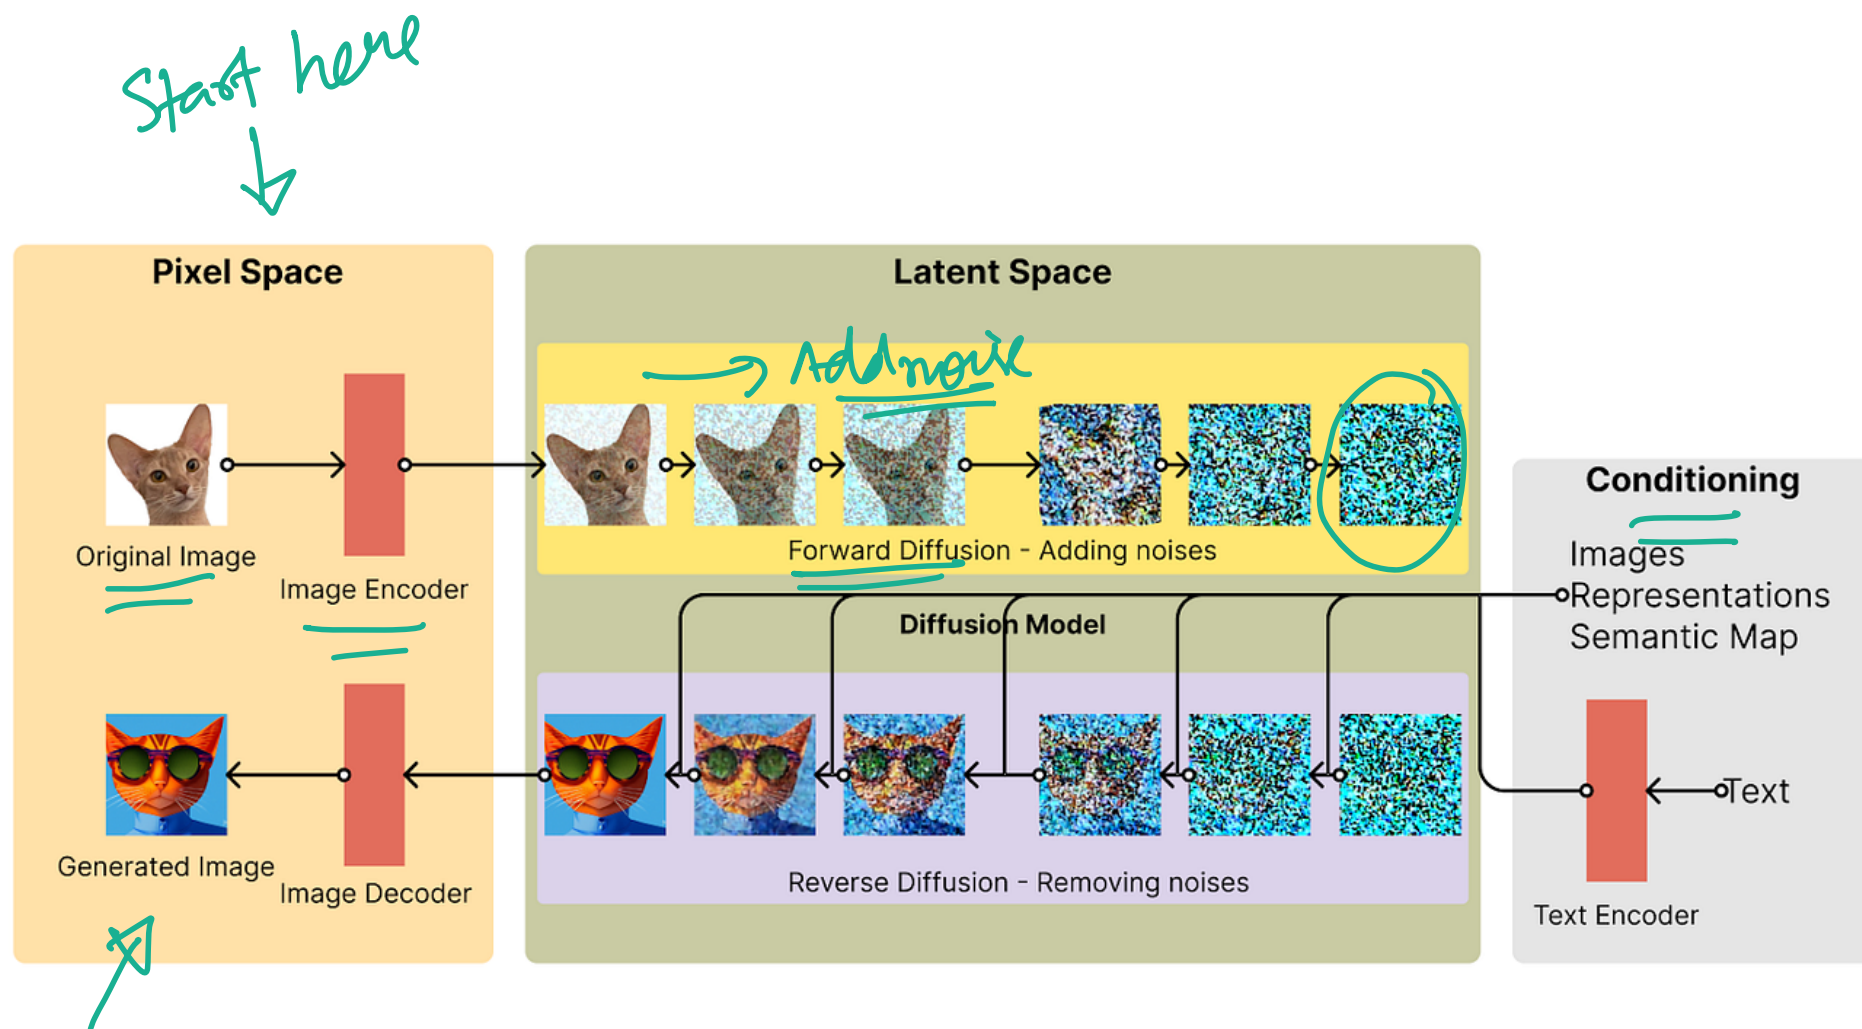 Start here
Pixel Space
Original Image
Image Encoder
Generated Image
Image Decoder
Latent Space
Add noise
Forward Diffusion - Adding noises
Diffusion Model
Reverse Diffusion - Removing noises
Conditioning
Images
Representations
Semantic Map
Text
Text Encoder